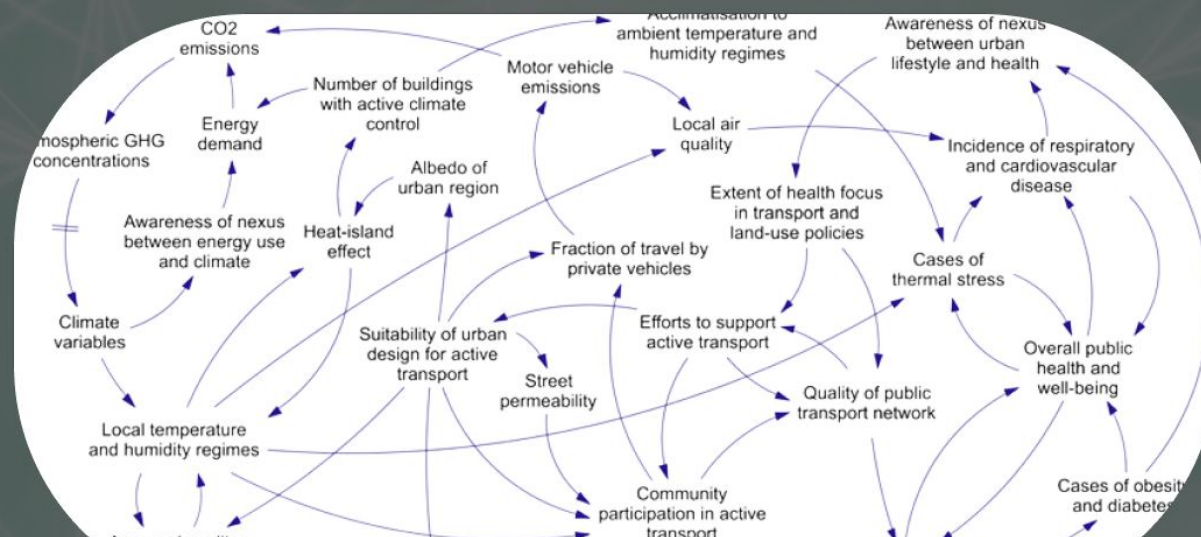 CO2
emissions
Acclimatisation to
ambient temperature and
humidity regimes
Awareness of nexus
between urban
lifestyle and health
Motor vehicle
emissions
Number of buildings
with active climate
control
mospheric GHG
concentrations
Energy
demand
Local air
quality
Incidence of respiratory
and cardiovascular
disease
Albedo of
urban region
Extent of health focus
in transport and
land-use policies
Awareness of nexus
between energy use
and climate
Heat-island
effect
Fraction of travel by
private vehicles
Cases of
thermal stress
Climate
variables
Suitability of urban
design for active
transport
Efforts to support
active transport
Overall public
health and
well-being
Street
permeability
Quality of public
transport network
Local temperature
and humidity regimes
Community
participation in active
transport
Cases of obesit
and diabetes